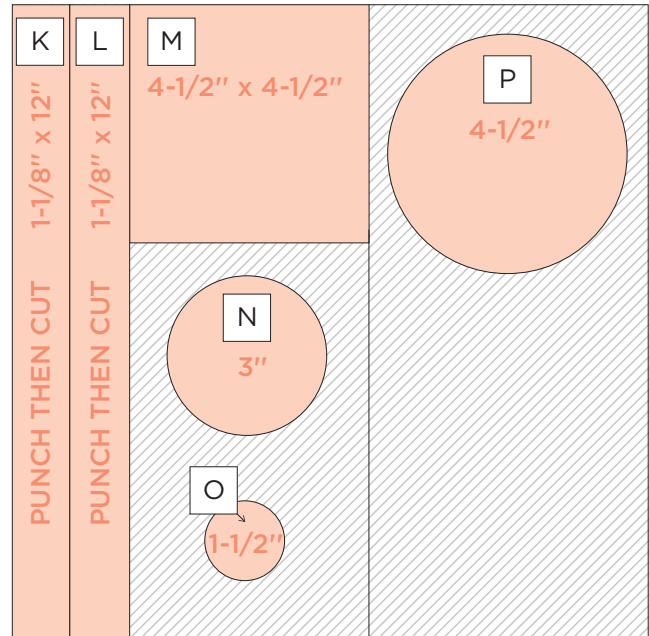 K
1-1/8" x 12"
PUNCH THEN CUT
L
1-1/8" x 12"
PUNCH THEN CUT
M
4-1/2" x 4-1/2"
N
3"
O
1-1/2"
P
4-1/2"